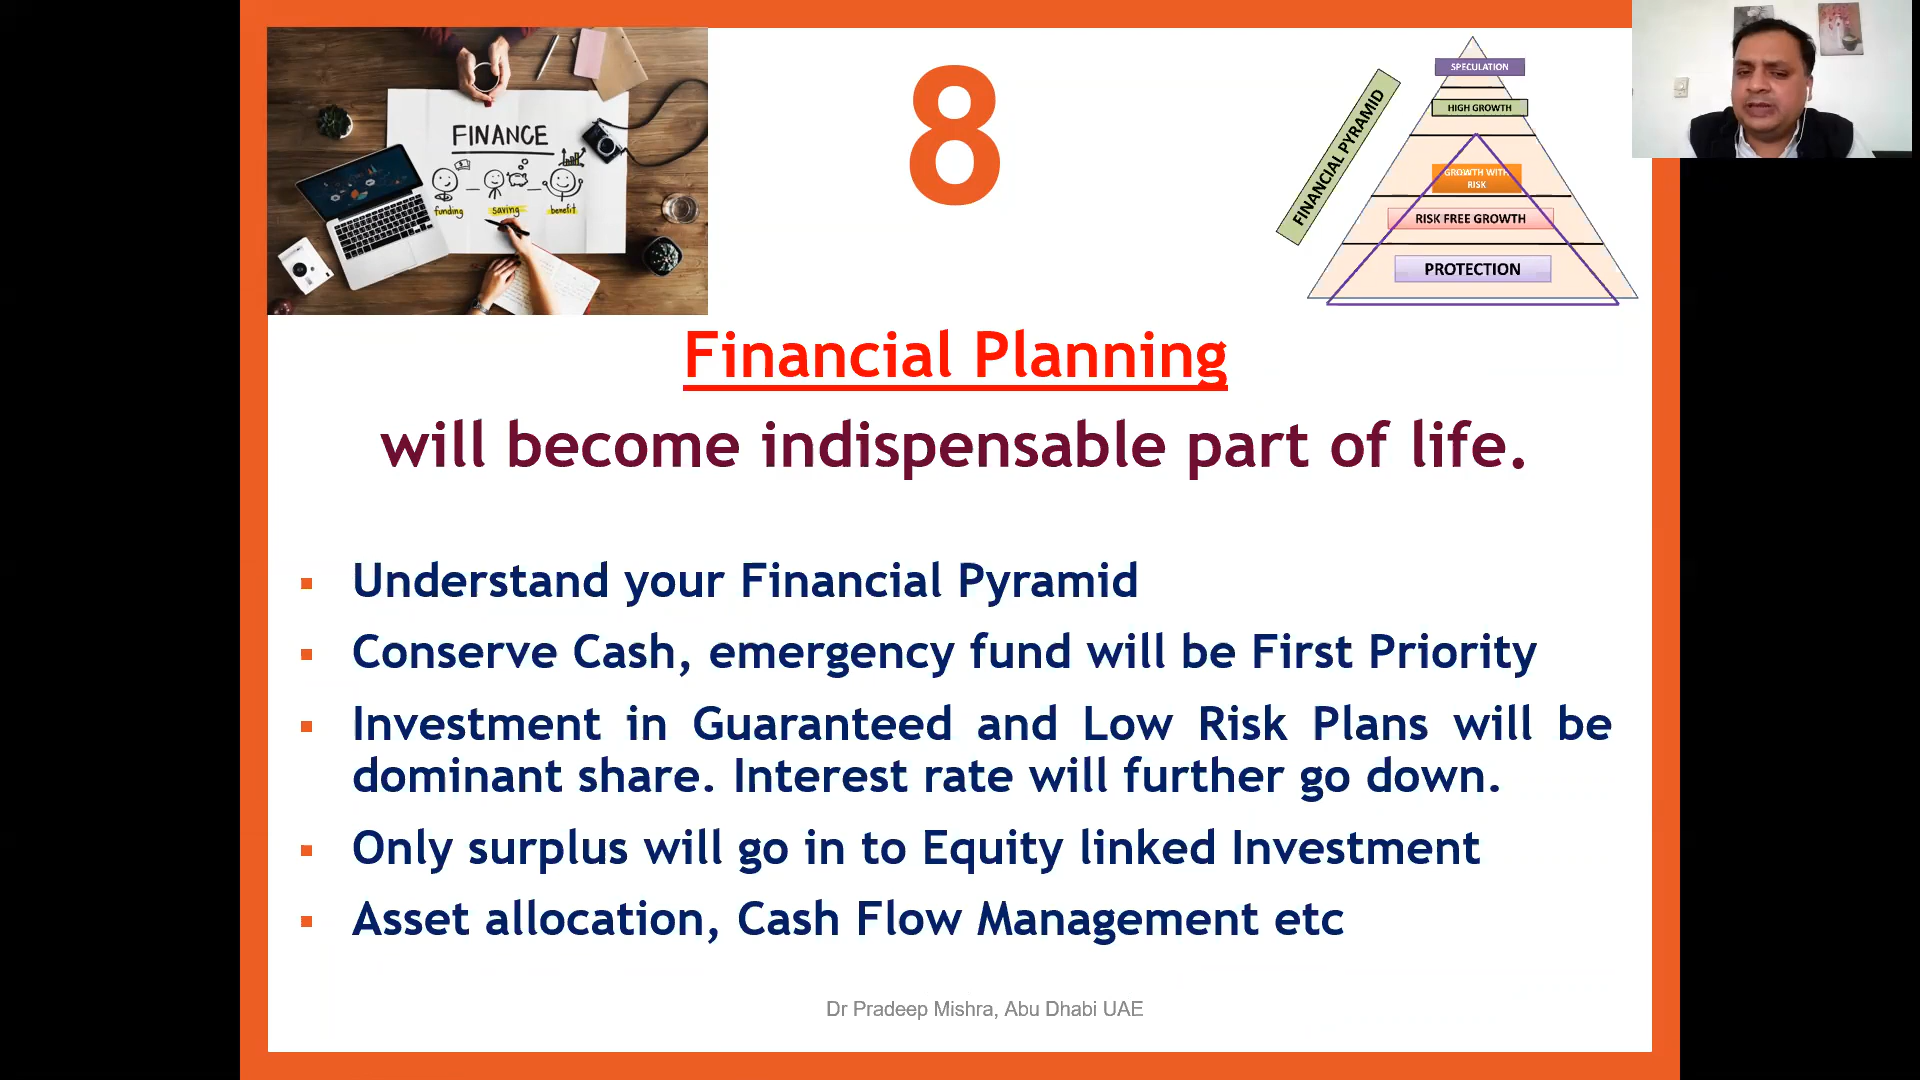 FINANCE
funding
saving
benefit
8
FINANCIAL PYRAMID
SPECULATION
HIGH GROWTH
GROWTH WITH
RISK
RISK FREE GROWTH
PROTECTION
Financial Planning
will become indispensable part of life.
▪ Understand your Financial Pyramid
▪ Conserve Cash, emergency fund will be First Priority
▪ Investment in Guaranteed and Low Risk Plans will be
dominant share. Interest rate will further go down.
▪ Only surplus will go in to Equity linked Investment
▪ Asset allocation, Cash Flow Management etc
Dr Pradeep Mishra, Abu Dhabi UAE